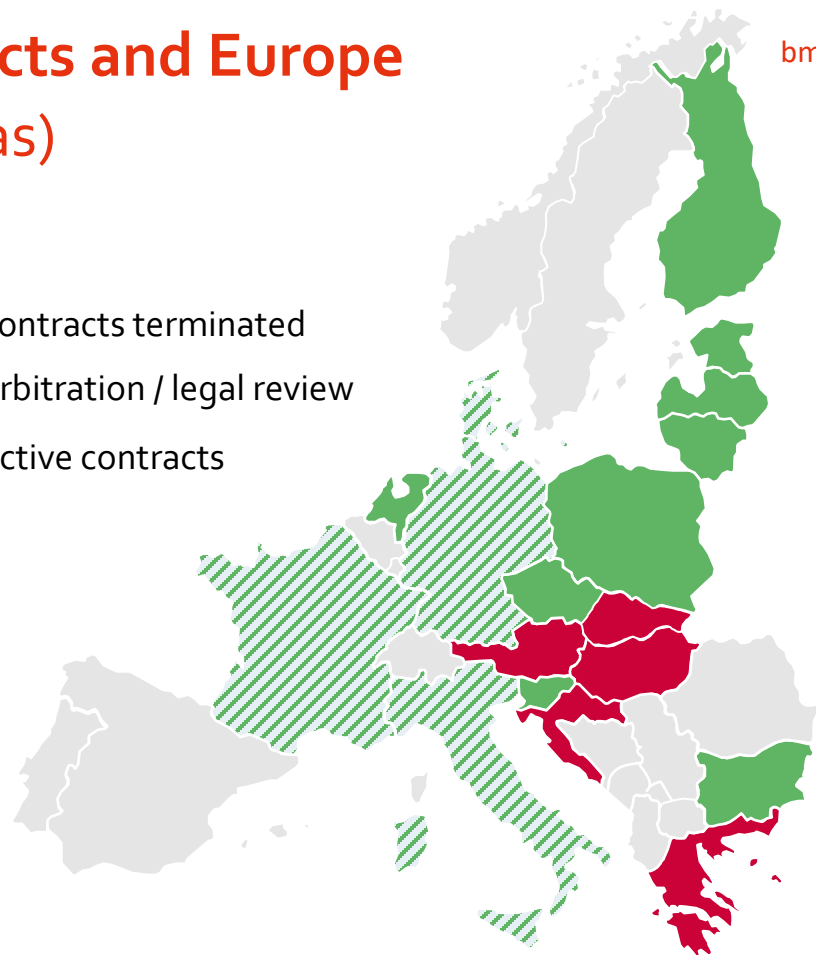 cts and Europe
bm
as)
ontracts terminated
rbitration / legal review
ctive contracts